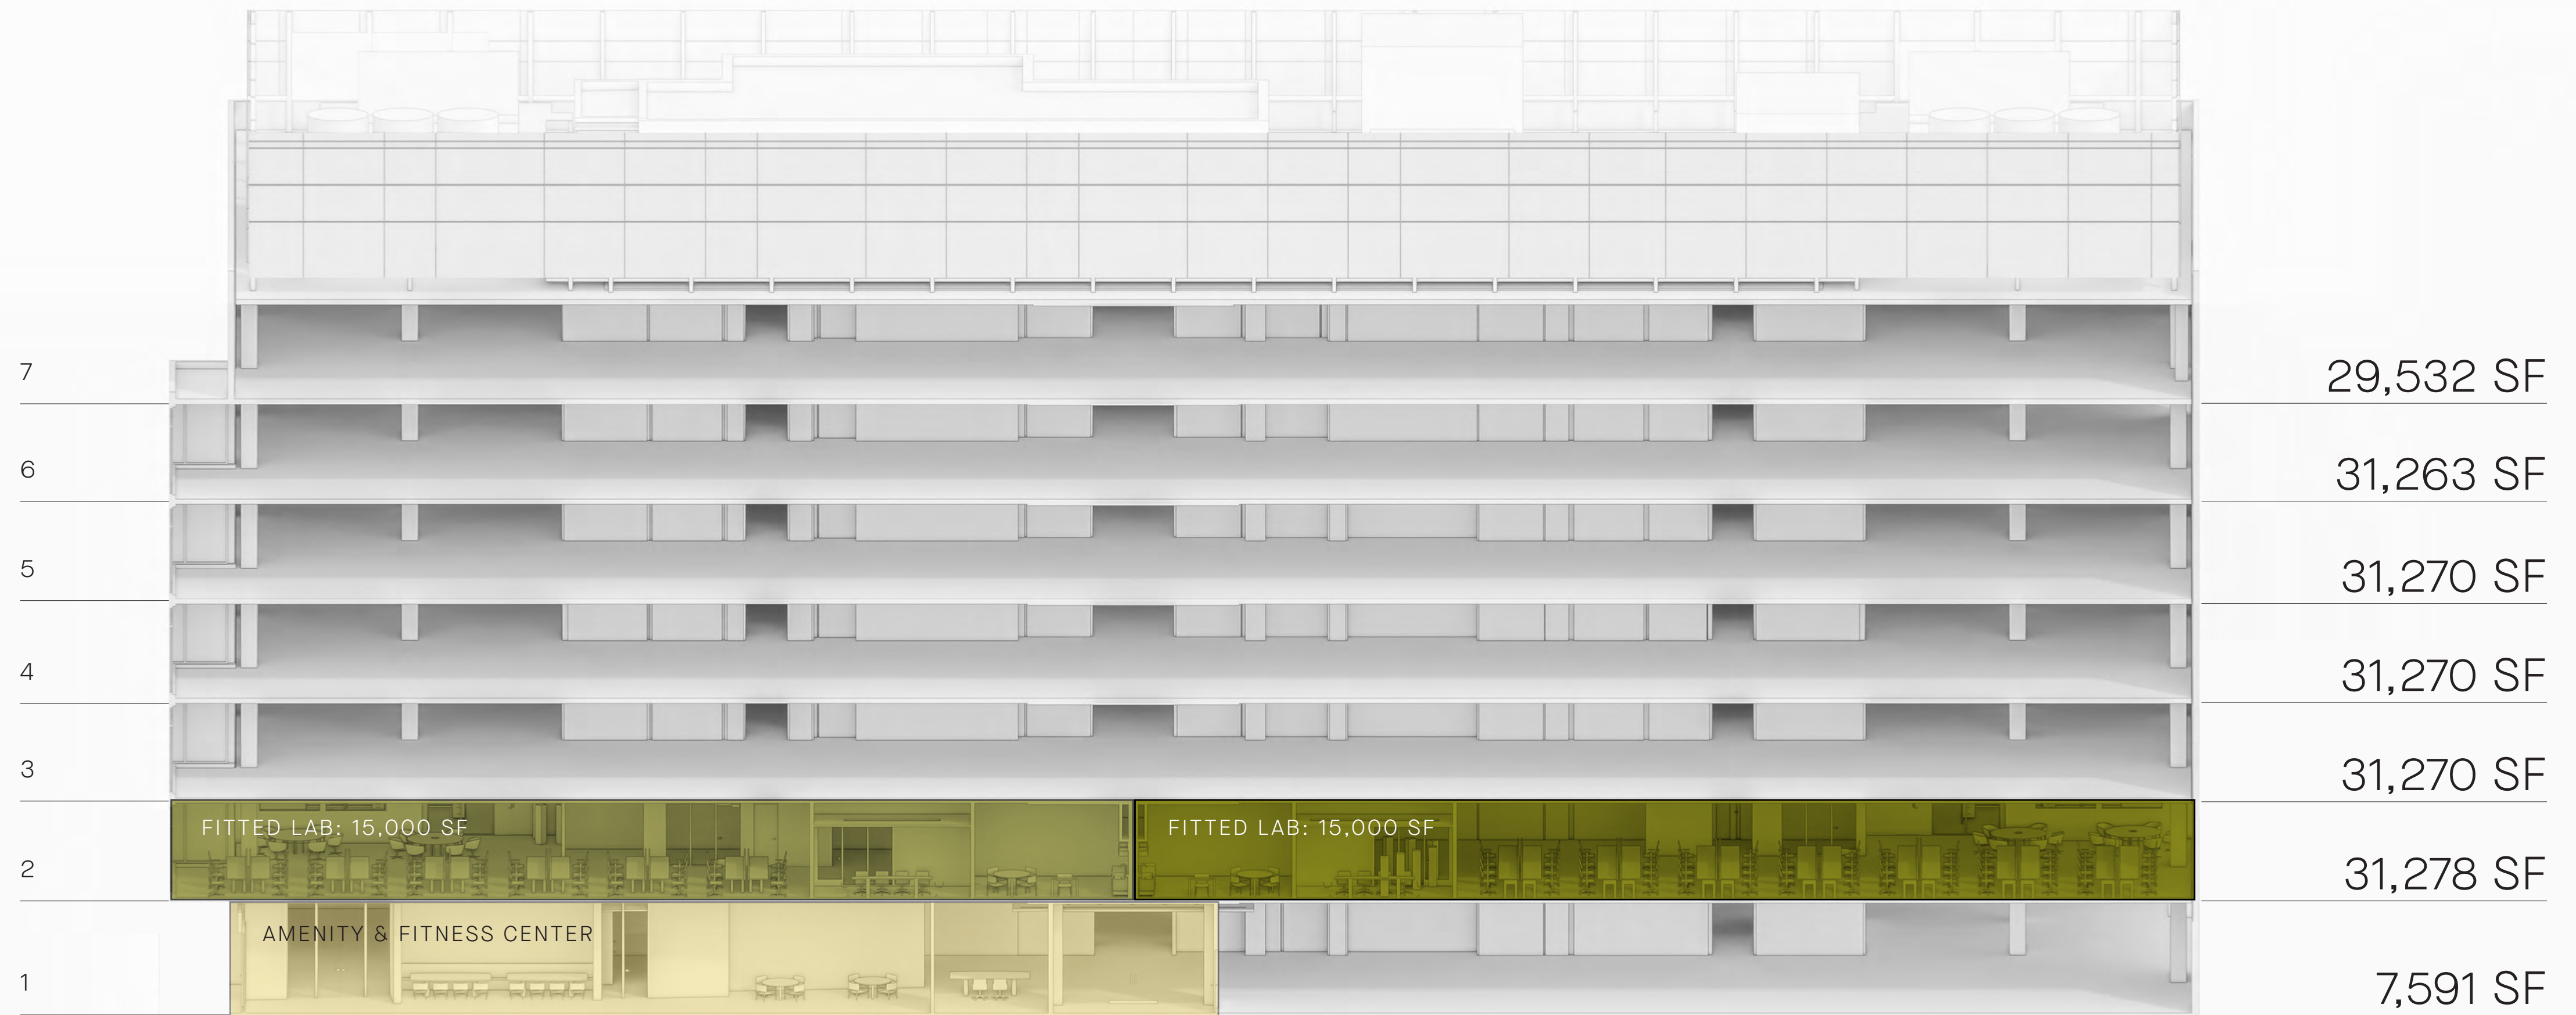 7
29,532 SF
6
31,263 SF
5
31,270 SF
4
31,270 SF
3
31,270 SF
FITTED LAB: 15,000 SF
FITTED LAB: 15,000 SF
2
31,278 SF
AMENITY & FITNESS CENTER
1
7,591 SF